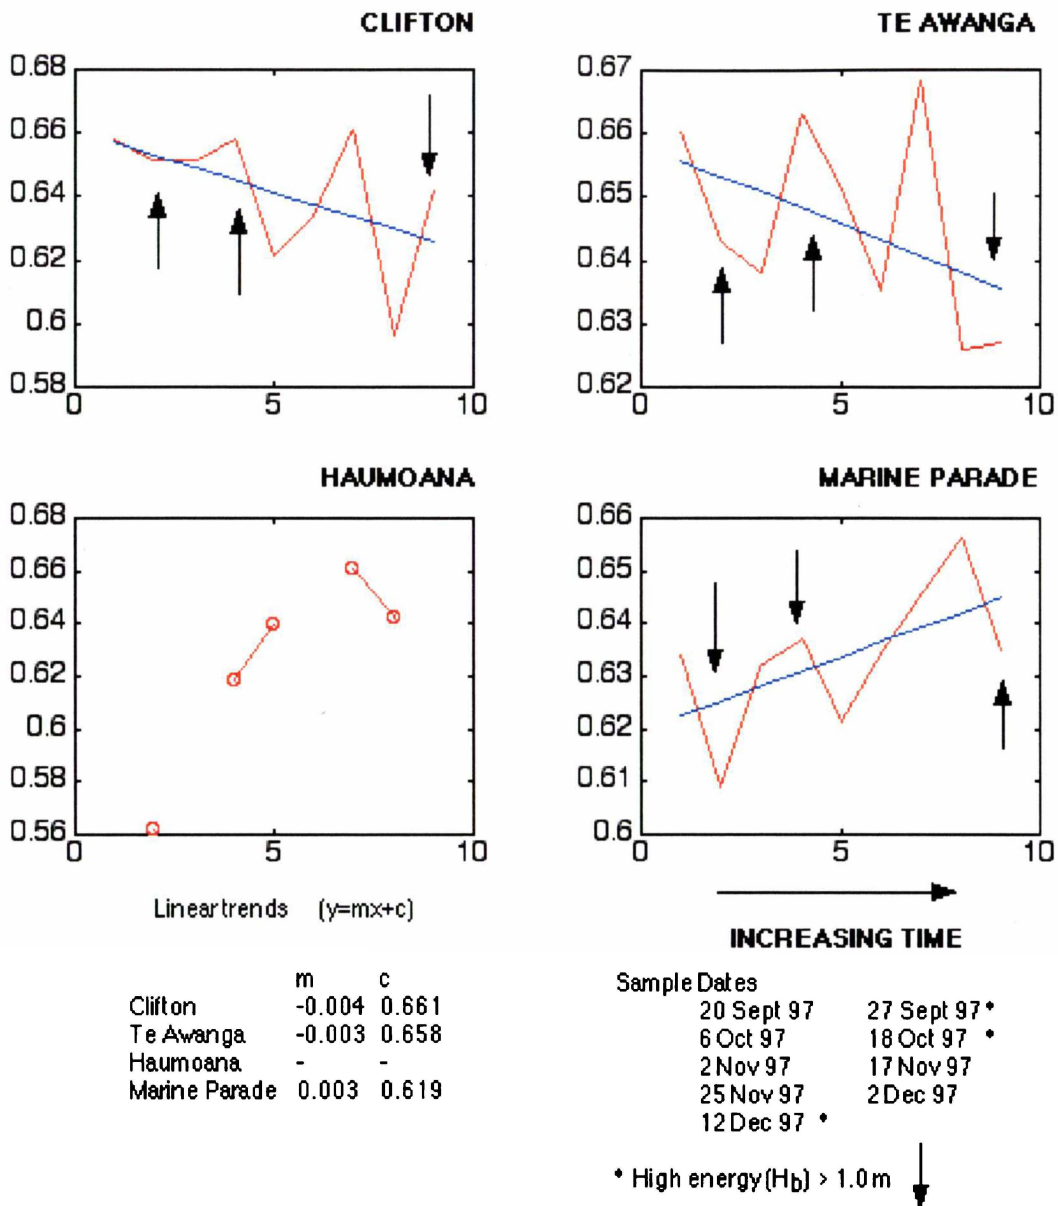 CLIFTON
0.68
0.66
0.64
0.62
0.6
0.58
0 5 10
TE AWANGA
0.67
0.66
0.65
0.64
0.63
0.62
0 5 10
HAUMOANA
0.68
0.66
0.64
0.62
0.6
0.58
0.56
0 5 10
MARINE PARADE
0.66
0.65
0.64
0.63
0.62
0.61
0.6
0 5 10
Linear trends (y=mx+c)
m c
Clifton -0.004 0.661
Te Awanga -0.003 0.658
Haumoana - -
Marine Parade 0.003 0.619
INCREASING TIME
Sample Dates
20 Sept 97 27 Sept 97 *
6 Oct 97 18 Oct 97 *
2 Nov 97 17 Nov 97
25 Nov 97 2 Dec 97
12 Dec 97 *
* High energy (Hb) > 1.0 m